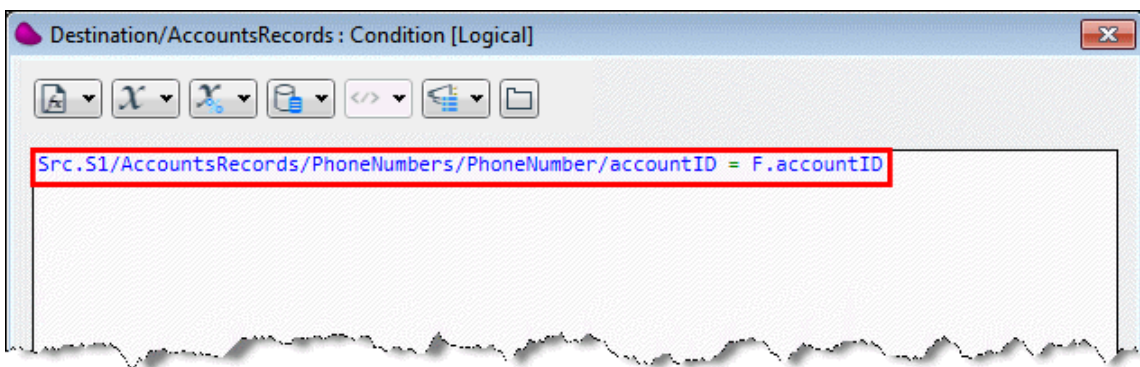 Destination/AccountsRecords : Condition [Logical]
Src.S1/AccountsRecords/PhoneNumbers/PhoneNumber/accountID = F.accountID